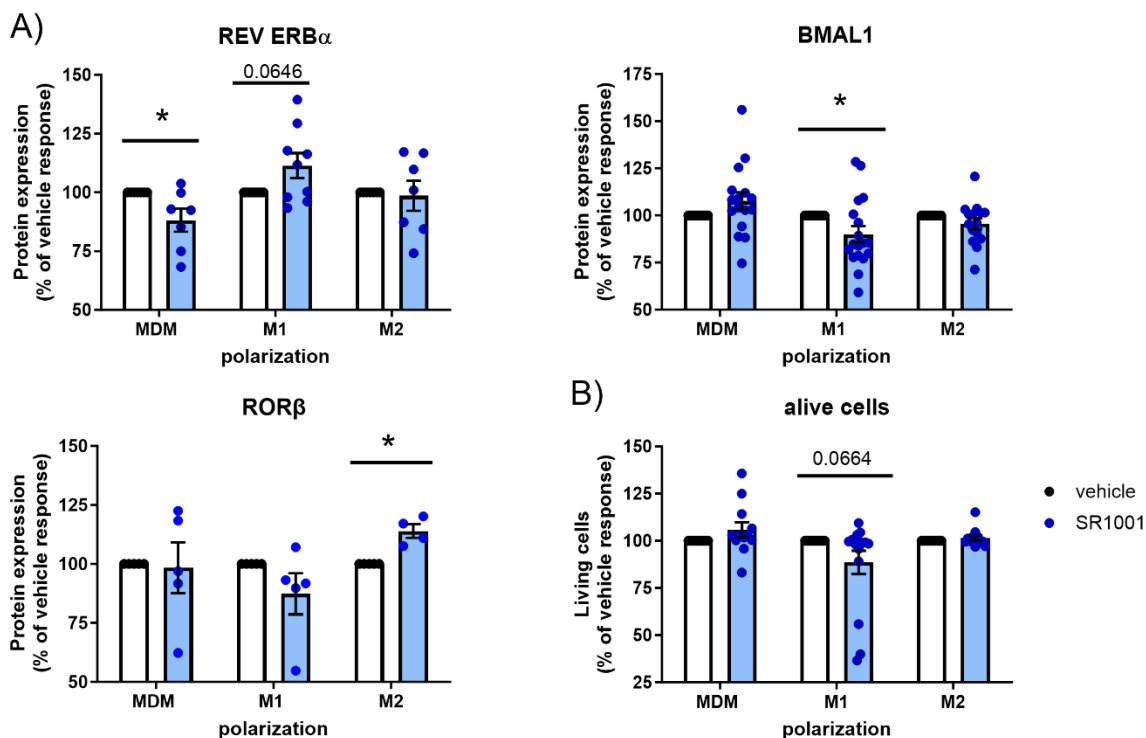 A)
REV ERBα
Protein expression
(% of vehicle response)
150
125
100
75
50
*
0.0646
MDM
M1
M2
polarization
BMAL1
Protein expression
(% of vehicle response)
175
150
125
100
75
50
*
MDM
M1
M2
polarization
RORβ
Protein expression
(% of vehicle response)
150
125
100
75
50
*
MDM
M1
M2
polarization
B)
alive cells
Living cells
(% of vehicle response)
150
125
100
75
50
25
0.0664
MDM
M1
M2
polarization
vehicle
SR1001